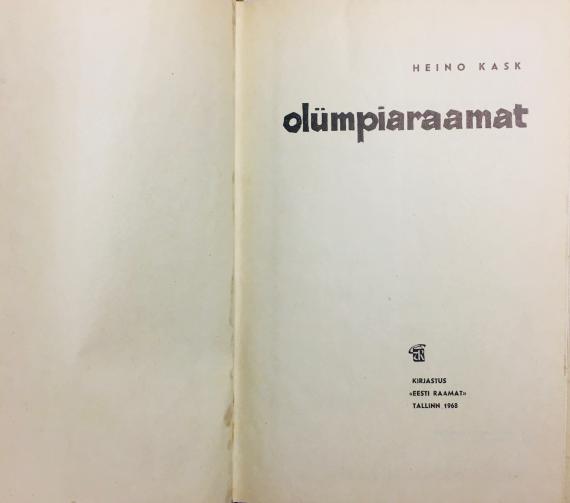 HEINO KASK
olümpiaraamat
KIRJASTUS
«EESTI RAAMAT»
TALLINN 1968